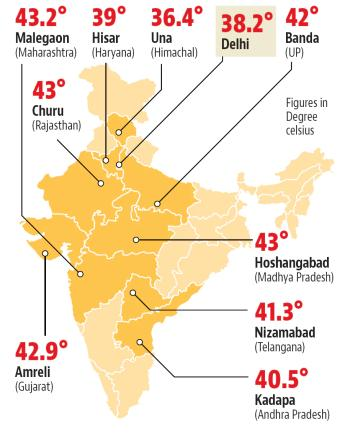 43.2°
Malegaon
(Maharashtra)
39°
Hisar
(Haryana)
36.4°
Una
(Himachal)
38.2°
Delhi
42°
Banda
(UP)
43°
Churu
(Rajasthan)
Figures in
Degree
celsius
43°
Hoshangabad
(Madhya Pradesh)
41.3°
Nizamabad
(Telangana)
42.9°
Amreli
(Gujarat)
40.5°
Kadapa
(Andhra Pradesh)